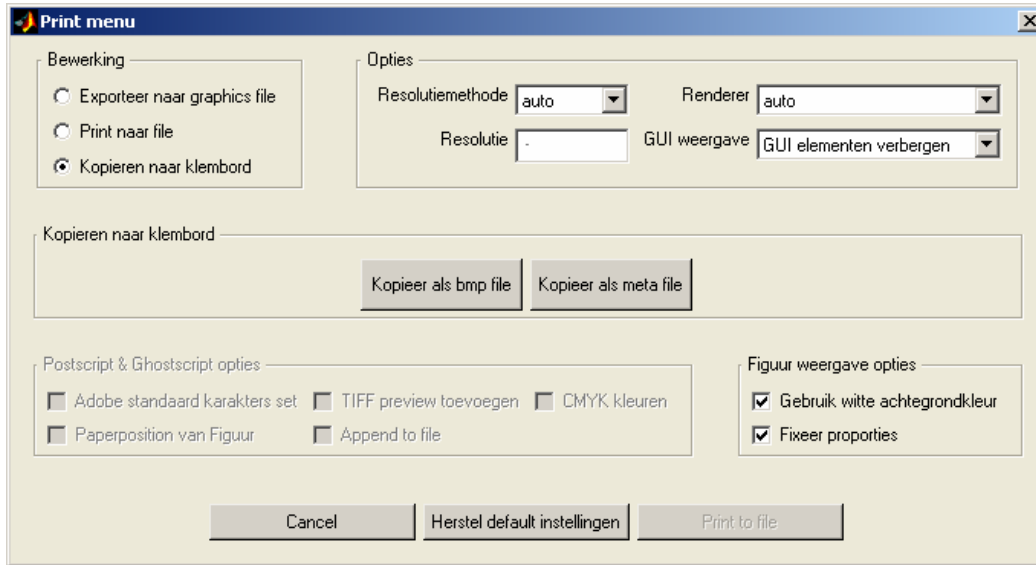 Print menu
Bewerking
Exporteer naar graphics file
Print naar file
Kopieren naar klembord
Opties
Resolutiemethode auto
Renderer auto
Resolutie -
GUI weergave GUI elementen verbergen
Kopieren naar klembord
Kopieer als bmp file
Kopieer als meta file
Postscript & Ghostscript opties
Adobe standaard karakters set
TIFF preview toevoegen
CMYK kleuren
Paperposition van Figuur
Append to file
Figuur weergave opties
Gebruik witte achtegrondkleur
Fixeer proporties
Cancel
Herstel default instellingen
Print to file